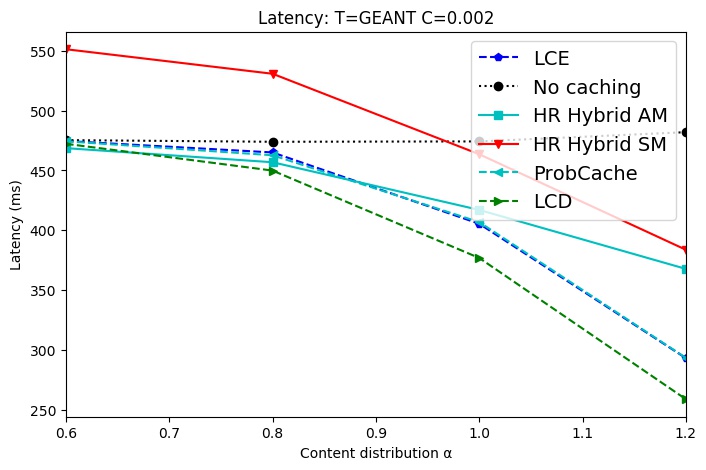 Latency: T=GEANT C=0.002
550
500
450
400
350
300
250
Latency (ms)
LCE
No caching
HR Hybrid AM
HR Hybrid SM
ProbCache
LCD
0.6 0.7 0.8 0.9 1.0 1.1 1.2
Content distribution α